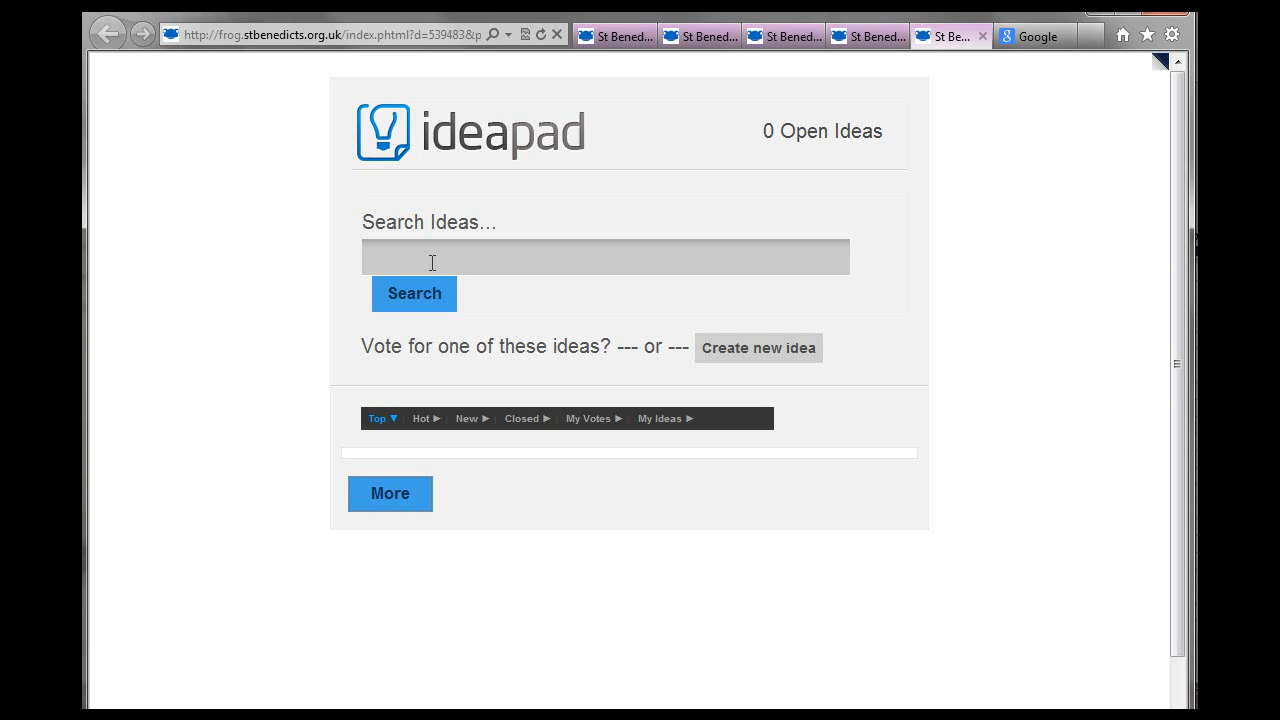 http://frog.stbenedicts.org.uk/index.phtml?d=539483&p
St Bened... St Bened... St Bened... St Bened... St Be... Google
ideapad
0 Open Ideas
Search Ideas...
Search
Vote for one of these ideas? --- or --- Create new idea
Top ▼ Hot ▶ New ▶ Closed ▶ My Votes ▶ My Ideas ▶
More